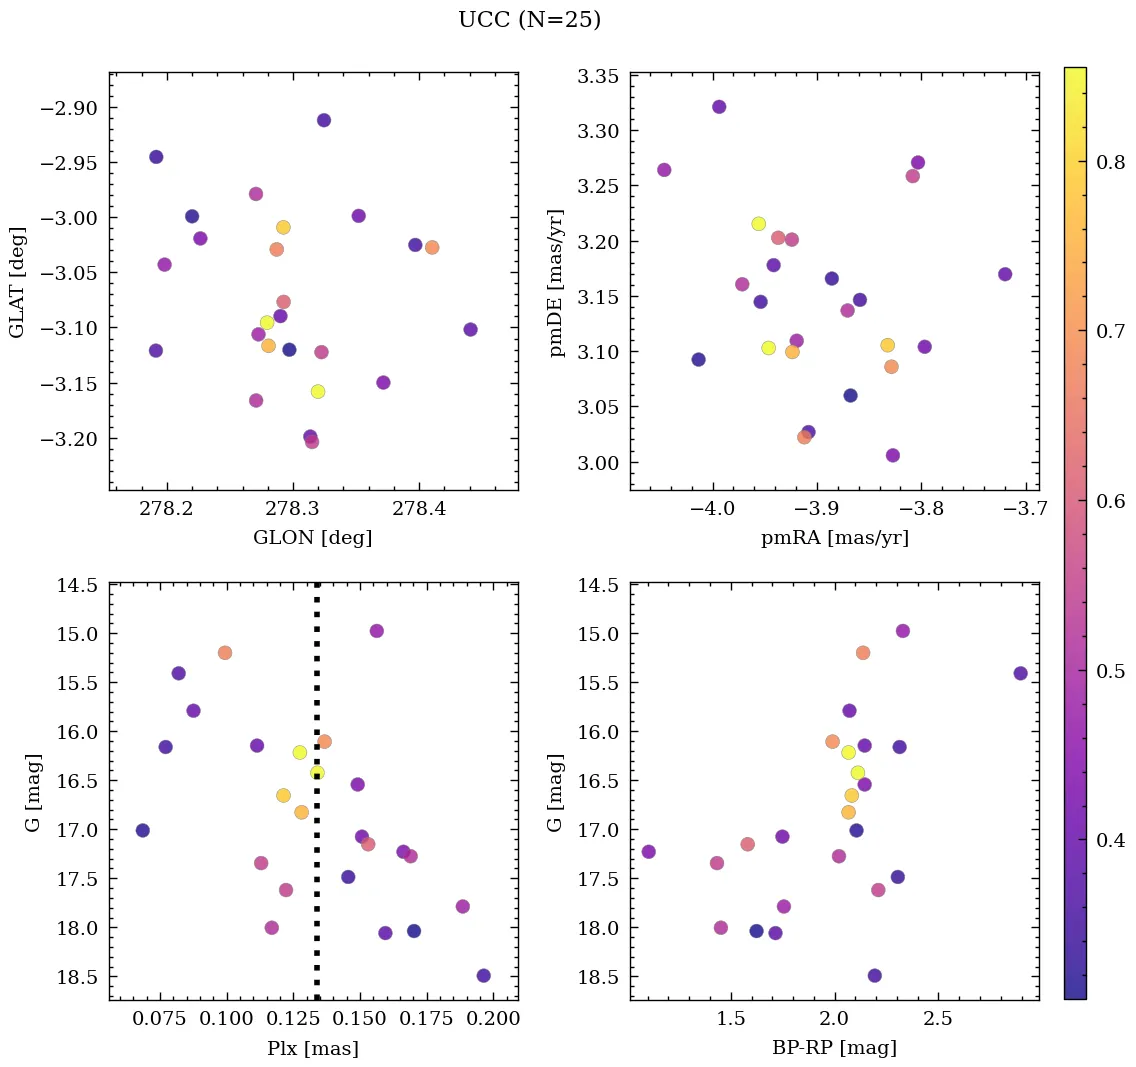 UCC (N=25)
−2.90
−2.95
−3.00
−3.05
−3.10
−3.15
−3.20
GLAT [deg]
278.2 278.3 278.4
GLON [deg]
3.35
3.30
3.25
3.20
3.15
3.10
3.05
3.00
pmDE [mas/yr]
−4.0 −3.9 −3.8 −3.7
pmRA [mas/yr]
0.8
0.7
0.6
0.5
0.4
14.5
15.0
15.5
16.0
16.5
17.0
17.5
18.0
18.5
G [mag]
0.075 0.100 0.125 0.150 0.175 0.200
Plx [mas]
14.5
15.0
15.5
16.0
16.5
17.0
17.5
18.0
18.5
G [mag]
1.5 2.0 2.5
BP-RP [mag]